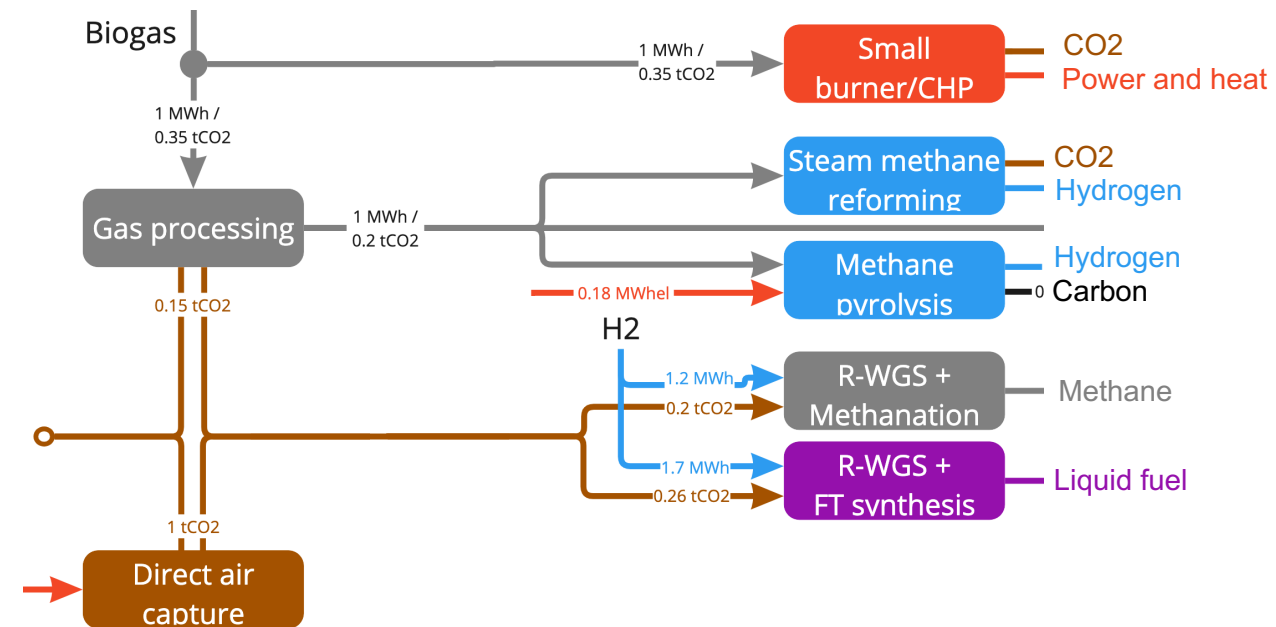 Biogas
1 MWh /
0.35 tCO2
Small
burner/CHP
CO2
Power and heat
1 MWh /
0.35 tCO2
Steam methane
reforming
CO2
Hydrogen
Gas processing
1 MWh /
0.2 tCO2
Methane
pyrolysis
Hydrogen
0
Carbon
0.18 MWhel
0.15 tCO2
H2
1.2 MWh
0.2 tCO2
R-WGS +
Methanation
Methane
1.7 MWh
0.26 tCO2
R-WGS +
FT synthesis
Liquid fuel
1 tCO2
Direct air
capture